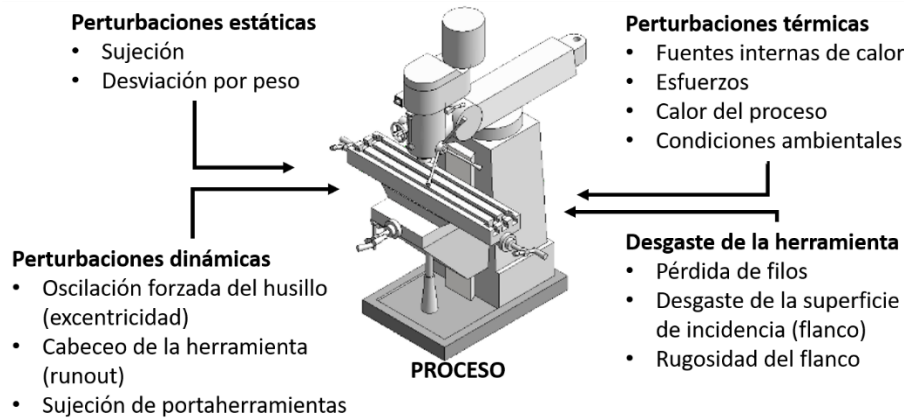 Perturbaciones estáticas
• Sujeción
• Desviación por peso
Perturbaciones térmicas
• Fuentes internas de calor
• Esfuerzos
• Calor del proceso
• Condiciones ambientales
Perturbaciones dinámicas
• Oscilación forzada del husillo
(excentricidad)
• Cabeceo de la herramienta
(runout)
• Sujeción de portaherramientas
PROCESO
Desgaste de la herramienta
• Pérdida de filos
• Desgaste de la superficie
de incidencia (flanco)
• Rugosidad del flanco